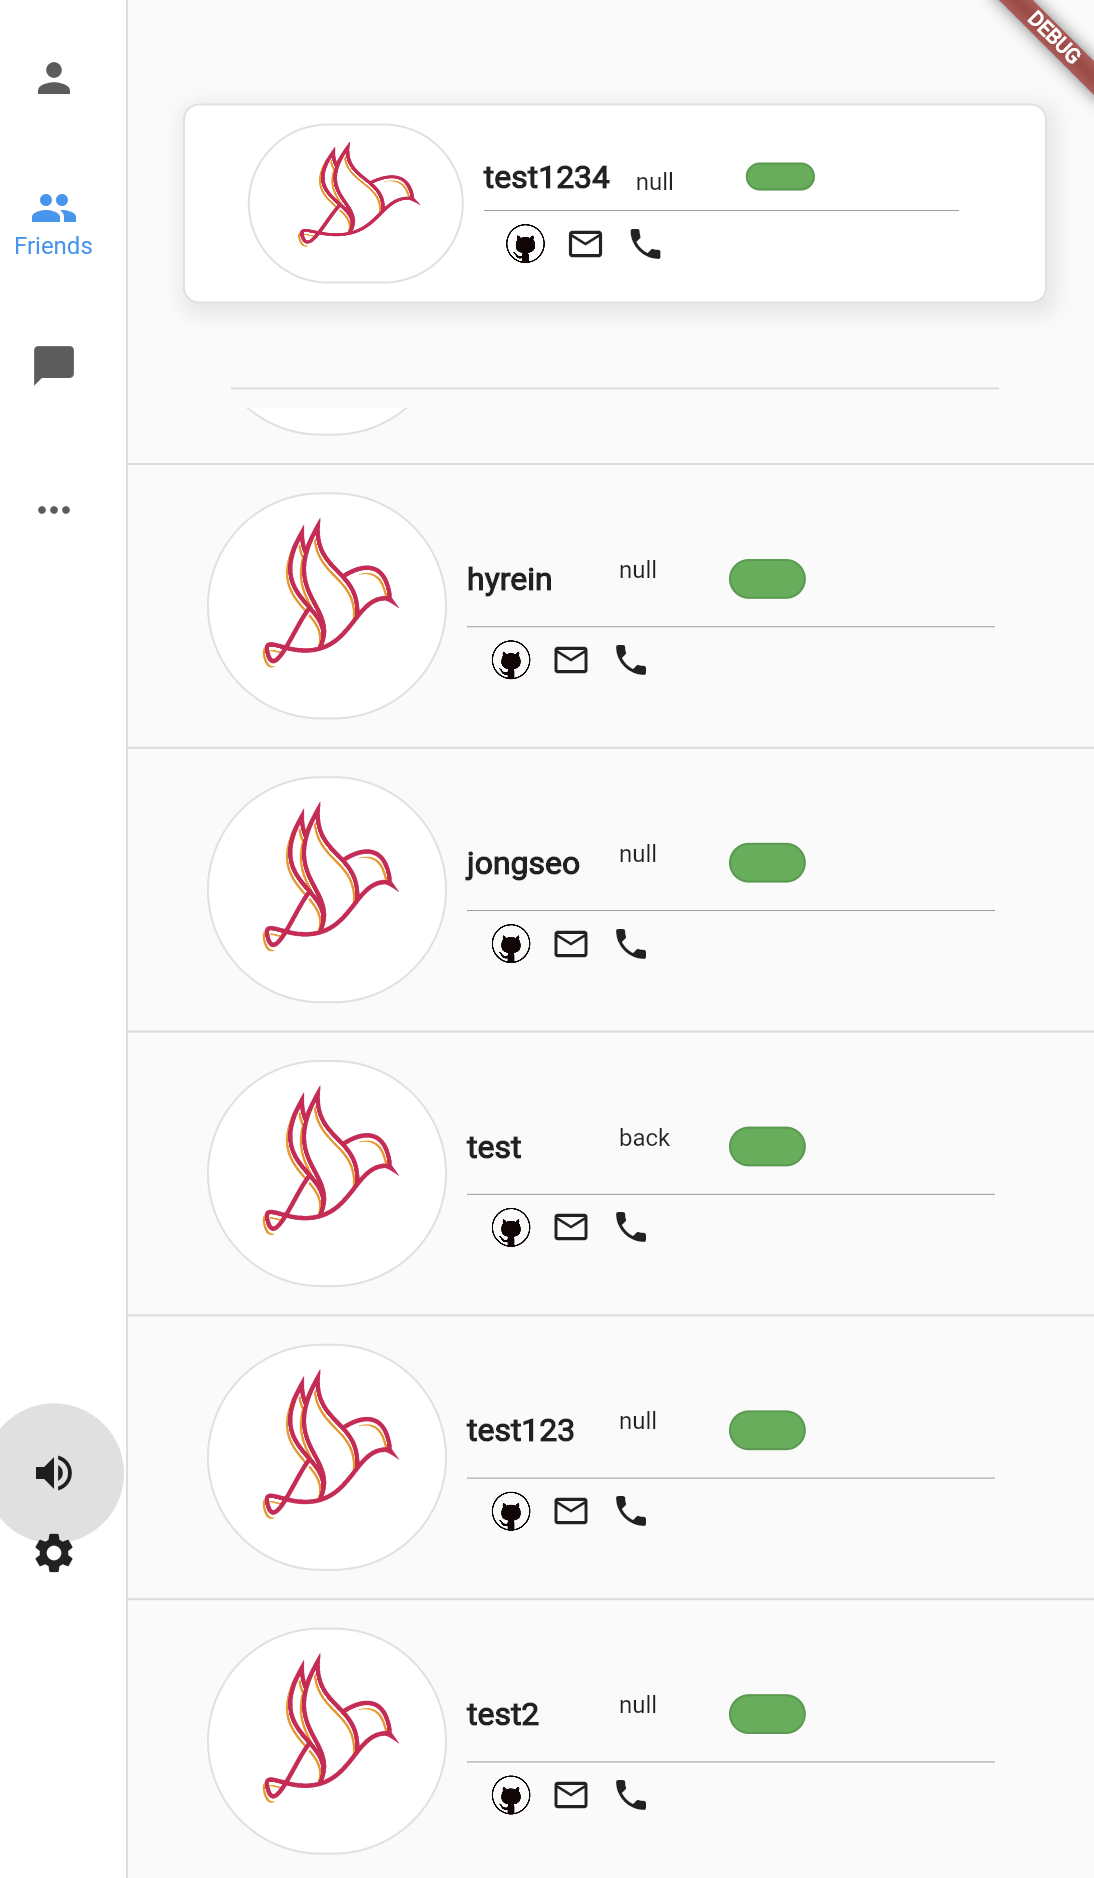 DEBUG
test1234 null
Friends
hyrein null
jongseo null
test back
test123 null
test2 null